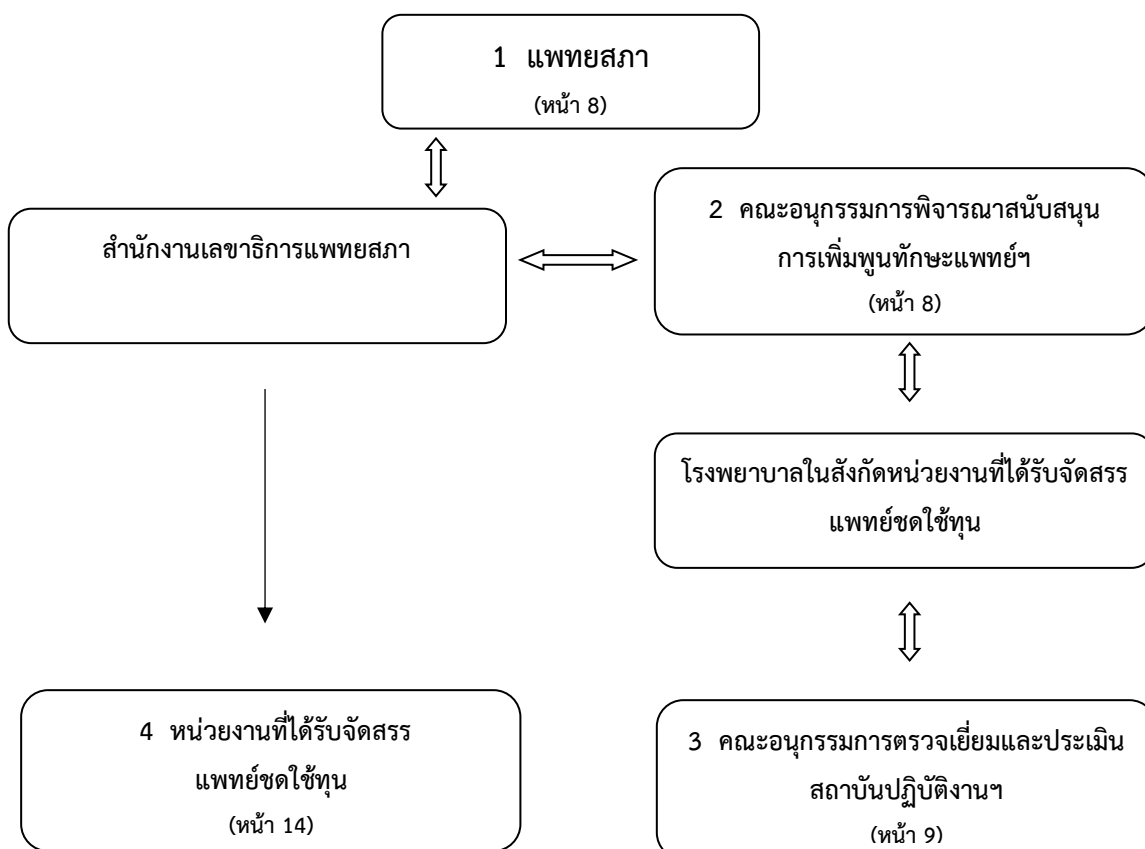 1 แพทยสภา
(หน้า 8)
สำนักงานเลขาธิการแพทยสภา
2 คณะอนุกรรมการพิจารณาสนับสนุน
การเพิ่มพูนทักษะแพทย์ฯ
(หน้า 8)
โรงพยาบาลในสังกัดหน่วยงานที่ได้รับจัดสรร
แพทย์ชดใช้ทุน
4 หน่วยงานที่ได้รับจัดสรร
แพทย์ชดใช้ทุน
(หน้า 14)
3 คณะอนุกรรมการตรวจเยี่ยมและประเมิน
สถาบันปฏิบัติงานฯ
(หน้า 9)